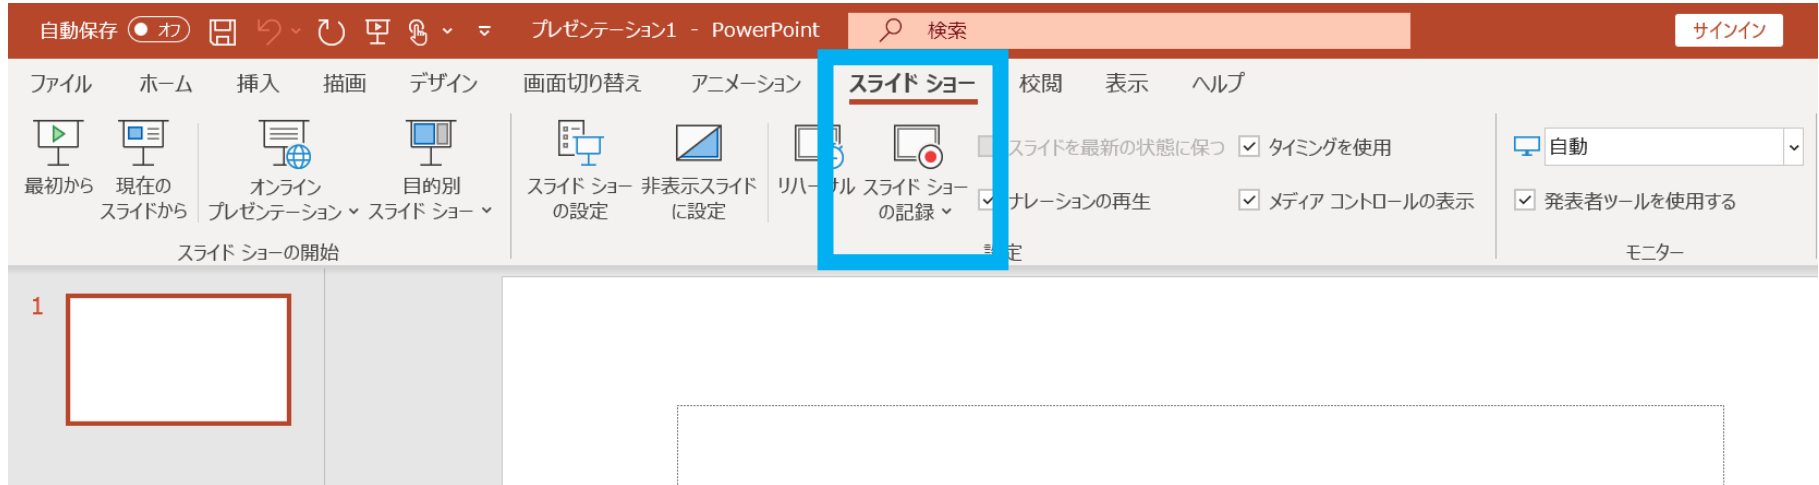 自動保存 オフ プレゼンテーション1 - PowerPoint 検索 サインイン
ファイル ホーム 挿入 描画 デザイン 画面切り替え アニメーション スライド ショー 校閲 表示 ヘルプ
最初から
現在の
スライドから
オンライン
プレゼンテーション
目的別
スライド ショー
スライド ショーの開始
スライド ショー
の設定
非表示スライド
に設定
リハーサル
スライド ショー
の記録
スライドを最新の状態に保つ
タイミングを使用
ナレーションの再生
メディア コントロールの表示
設定
自動
発表者ツールを使用する
モニター
1